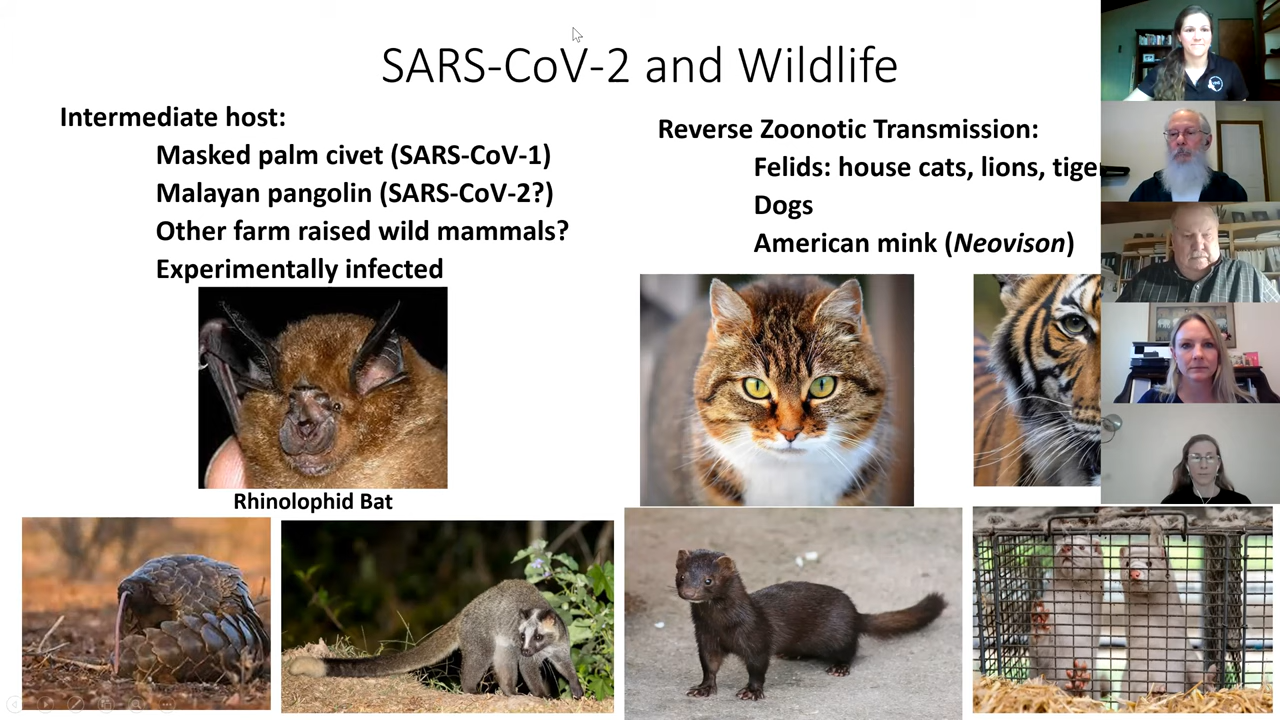 SARS-CoV-2 and Wildlife
Intermediate host:
Masked palm civet (SARS-CoV-1)
Malayan pangolin (SARS-CoV-2?)
Other farm raised wild mammals?
Experimentally infected
Rhinolophid Bat
Reverse Zoonotic Transmission:
Felids: house cats, lions,
Dogs
American mink (Neovison)